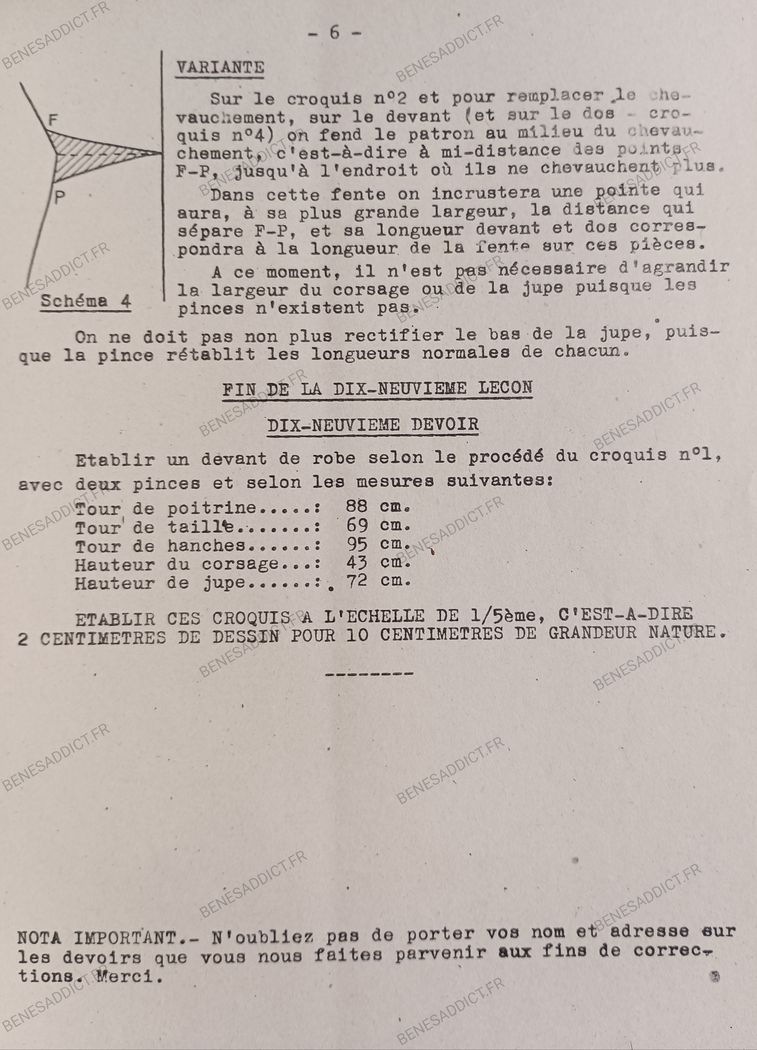 - 6 -
VARIANTE
Sur le croquis n°2 et pour remplacer le che-
vauchement, sur le devant (et sur le dos - cro-
quis n°4) on fend le patron au milieu du chevau-
chement, c'est-à-dire à mi-distance des points
F-P, jusqu'à l'endroit où ils ne chevauchent plus.
Dans cette fente on incrustera une pointe qui
aura, à sa plus grande largeur, la distance qui
sépare F-P, et sa longueur devant et dos corres-
pondra à la longueur de la fente sur ces pièces.
A ce moment, il n'est pas nécessaire d'agrandir
la largeur du corsage ou de la jupe puisque les
pinces n'existent pas.
F
P
Schéma 4
On ne doit pas non plus rectifier le bas de la jupe, puis-
que la pince rétablit les longueurs normales de chacun.
FIN DE LA DIX-NEUVIEME LECON
DIX-NEUVIEME DEVOIR
Etablir un devant de robe selon le procédé du croquis n°1,
avec deux pinces et selon les mesures suivantes:
Tour de poitrine.....: 88 cm.
Tour de taille.......: 69 cm.
Tour de hanches......: 95 cm.
Hauteur du corsage...: 43 cm.
Hauteur de jupe......: 72 cm.
ETABLIR CES CROQUIS A L'ECHELLE DE 1/5ème, C'EST-A-DIRE
2 CENTIMETRES DE DESSIN POUR 10 CENTIMETRES DE GRANDEUR NATURE.
---------
NOTA IMPORTANT.- N'oubliez pas de porter vos nom et adresse sur
les devoirs que vous nous faites parvenir aux fins de correc-
tions. Merci.
BENESADDICT.FR